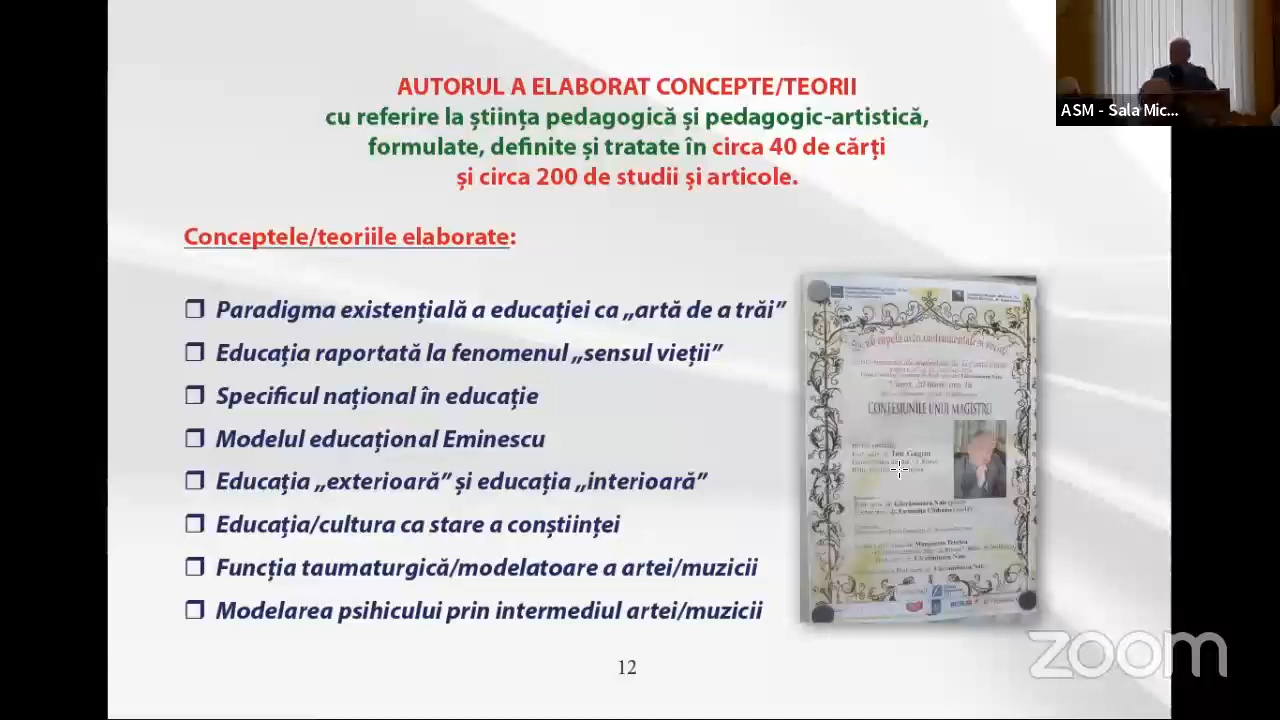 ASM - Sala Mic...
AUTORUL A ELABORAT CONCEPTE/TEORII
cu referire la știința pedagogică și pedagogic-artistică,
formulate, definite și tratate în circa 40 de cărți
și circa 200 de studii și articole.
Conceptele/teoriile elaborate:
Paradigma existențială a educației ca „artă de a trăi”
Educația raportată la fenomenul „sensul vieții”
Specificul național în educație
Modelul educațional Eminescu
Educația „exterioară” și educația „interioară”
Educația/cultura ca stare a conștiinței
Funcția taumaturgică/modelatoare a artei/muzicii
Modelarea psihicului prin intermediul artei/muzicii
CONFESIUNILE UNUI MAGISTRU
Ion Gagim
12
zoom